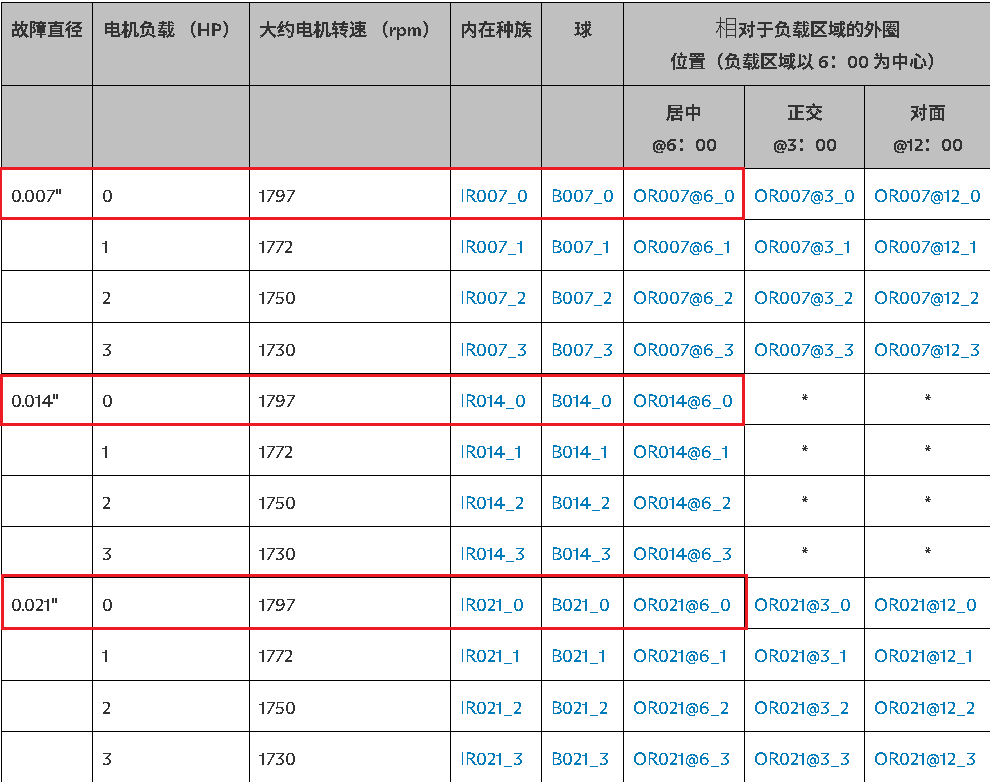 故障直径 电机负载 （HP） 大约电机转速 （rpm） 内在种族 球 相对于负载区域的外圈
位置（负载区域以 6：00 为中心）
居中 正交 对面
@6：00 @3：00 @12：00
0.007" 0 1797 IR007_0 B007_0 OR007@6_0 OR007@3_0 OR007@12_0
1 1772 IR007_1 B007_1 OR007@6_1 OR007@3_1 OR007@12_1
2 1750 IR007_2 B007_2 OR007@6_2 OR007@3_2 OR007@12_2
3 1730 IR007_3 B007_3 OR007@6_3 OR007@3_3 OR007@12_3
0.014" 0 1797 IR014_0 B014_0 OR014@6_0 * *
1 1772 IR014_1 B014_1 OR014@6_1 * *
2 1750 IR014_2 B014_2 OR014@6_2 * *
3 1730 IR014_3 B014_3 OR014@6_3 * *
0.021" 0 1797 IR021_0 B021_0 OR021@6_0 OR021@3_0 OR021@12_0
1 1772 IR021_1 B021_1 OR021@6_1 OR021@3_1 OR021@12_1
2 1750 IR021_2 B021_2 OR021@6_2 OR021@3_2 OR021@12_2
3 1730 IR021_3 B021_3 OR021@6_3 OR021@3_3 OR021@12_3